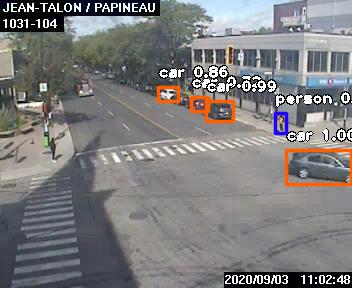 JEAN-TALON / PAPINEAU
1031-104
car 0.86
car 0.99
person 0.
car 1.00
2020/09/03 11:02:48